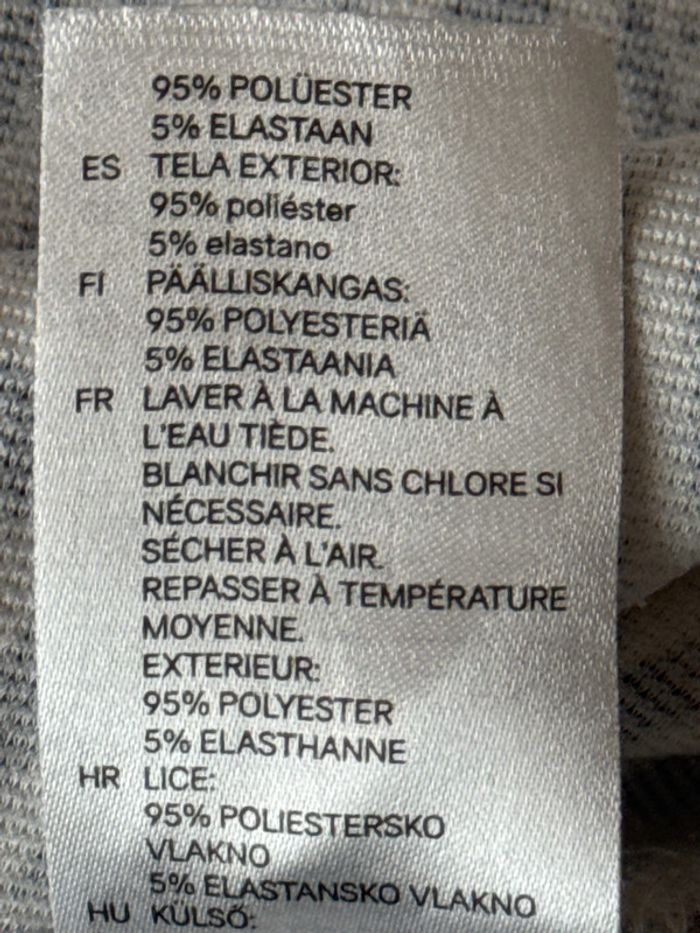 95% POLÜESTER
5% ELASTAAN
ES TELA EXTERIOR:
95% poliéster
5% elastano
FI PÄÄLLISKANGAS:
95% POLYESTERIÄ
5% ELASTAANIA
FR LAVER À LA MACHINE À
L'EAU TIÈDE.
BLANCHIR SANS CHLORE SI
NÉCESSAIRE.
SÉCHER À L'AIR.
REPASSER À TEMPÉRATURE
MOYENNE.
EXTERIEUR:
95% POLYESTER
5% ELASTHANNE
HR LICE:
95% POLIESTERSKO
VLAKNO
5% ELASTANSKO VLAKNO
HU KÜLSŐ: